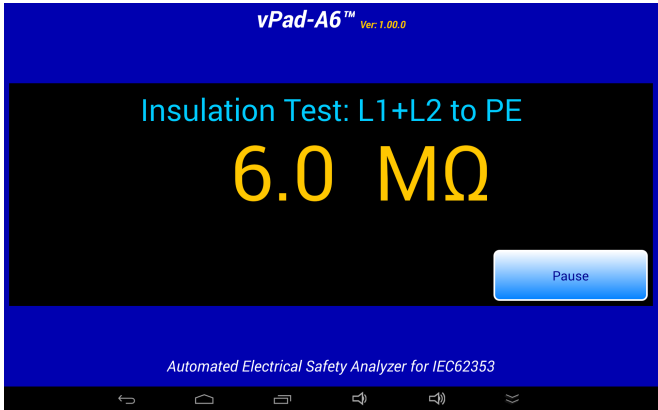 vPad-A6™ Ver: 1.00.0
Insulation Test: L1+L2 to PE
6.0 MΩ
Pause
Automated Electrical Safety Analyzer for IEC62353